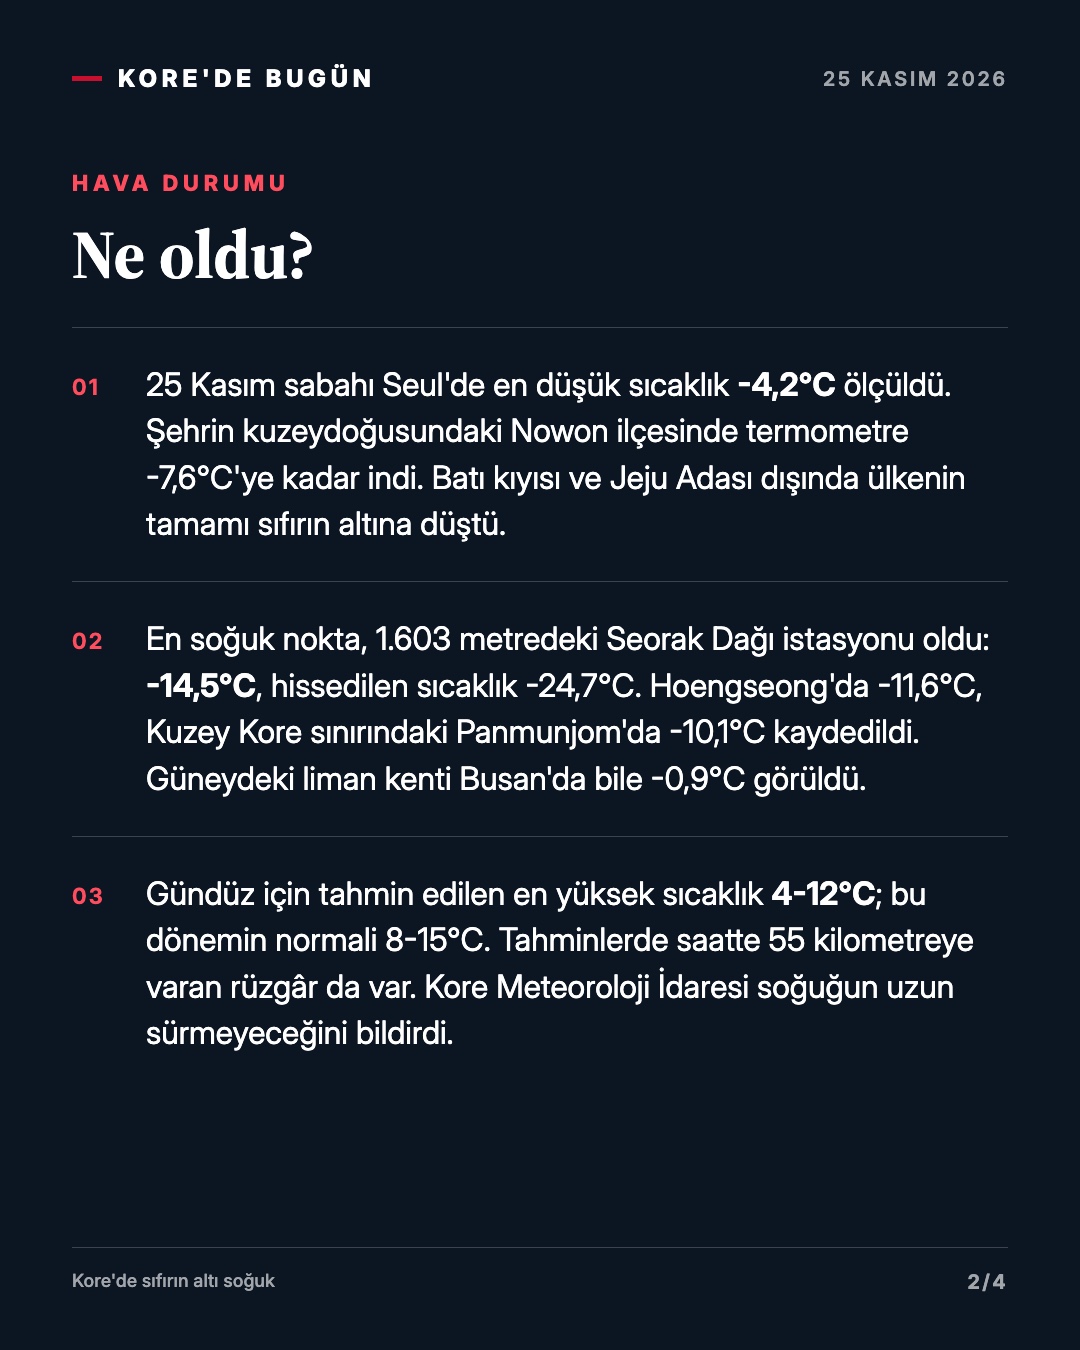 KORE'DE BUGÜN
25 KASIM 2026
HAVA DURUMU
Ne oldu?
01
25 Kasım sabahı Seul'de en düşük sıcaklık -4,2°C ölçüldü.
Şehrin kuzeydoğusundaki Nowon ilçesinde termometre
-7,6°C'ye kadar indi. Batı kıyısı ve Jeju Adası dışında ülkenin
tamamı sıfırın altına düştü.
02
En soğuk nokta, 1.603 metredeki Seorak Dağı istasyonu oldu:
-14,5°C, hissedilen sıcaklık -24,7°C. Hoengseong'da -11,6°C,
Kuzey Kore sınırındaki Panmunjom'da -10,1°C kaydedildi.
Güneydeki liman kenti Busan'da bile -0,9°C görüldü.
03
Gündüz için tahmin edilen en yüksek sıcaklık 4-12°C; bu
dönemin normali 8-15°C. Tahminlerde saatte 55 kilometreye
varan rüzgâr da var. Kore Meteoroloji İdaresi soğuğun uzun
sürmeyeceğini bildirdi.
Kore'de sıfırın altı soğuk
2/4